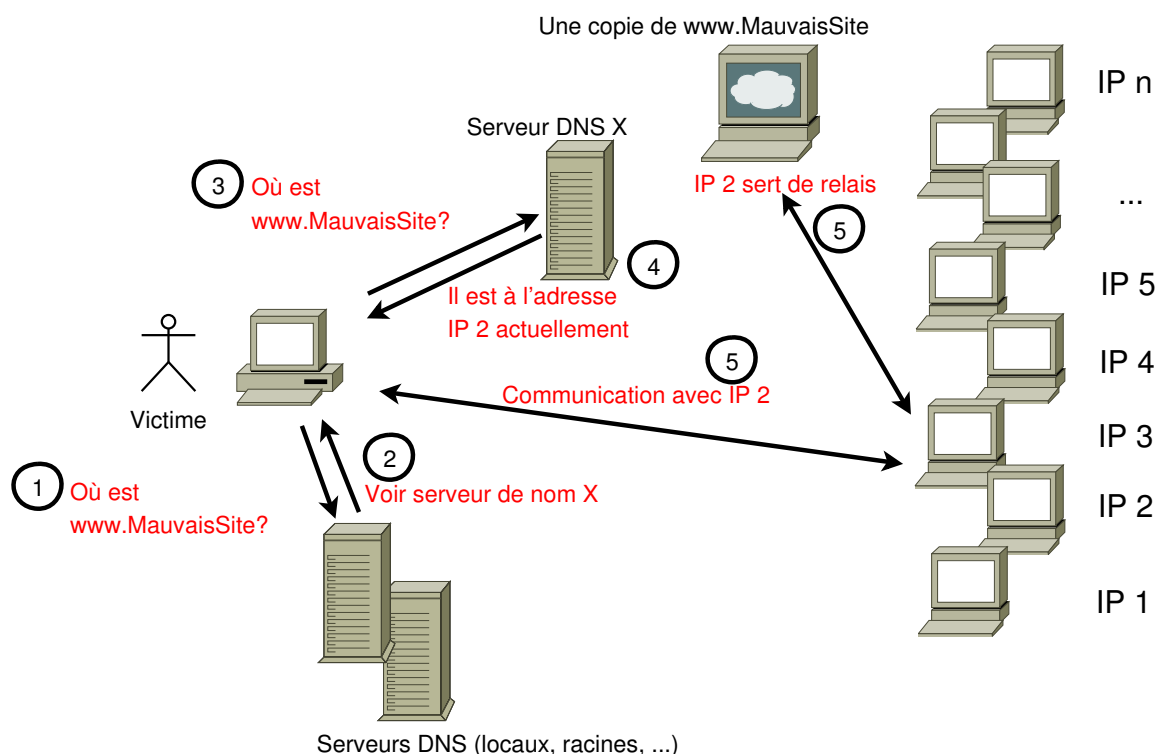 Une copie de www.MauvaisSite
IP n
Serveur DNS X
3
Où est
www.MauvaisSite?
IP 2 sert de relais
...
5
4
Il est à l'adresse
IP 2 actuellement
IP 5
5
IP 4
Communication avec IP 2
Victime
IP 3
2
1
Où est
www.MauvaisSite?
Voir serveur de nom X
IP 2
IP 1
Serveurs DNS (locaux, racines, ...)